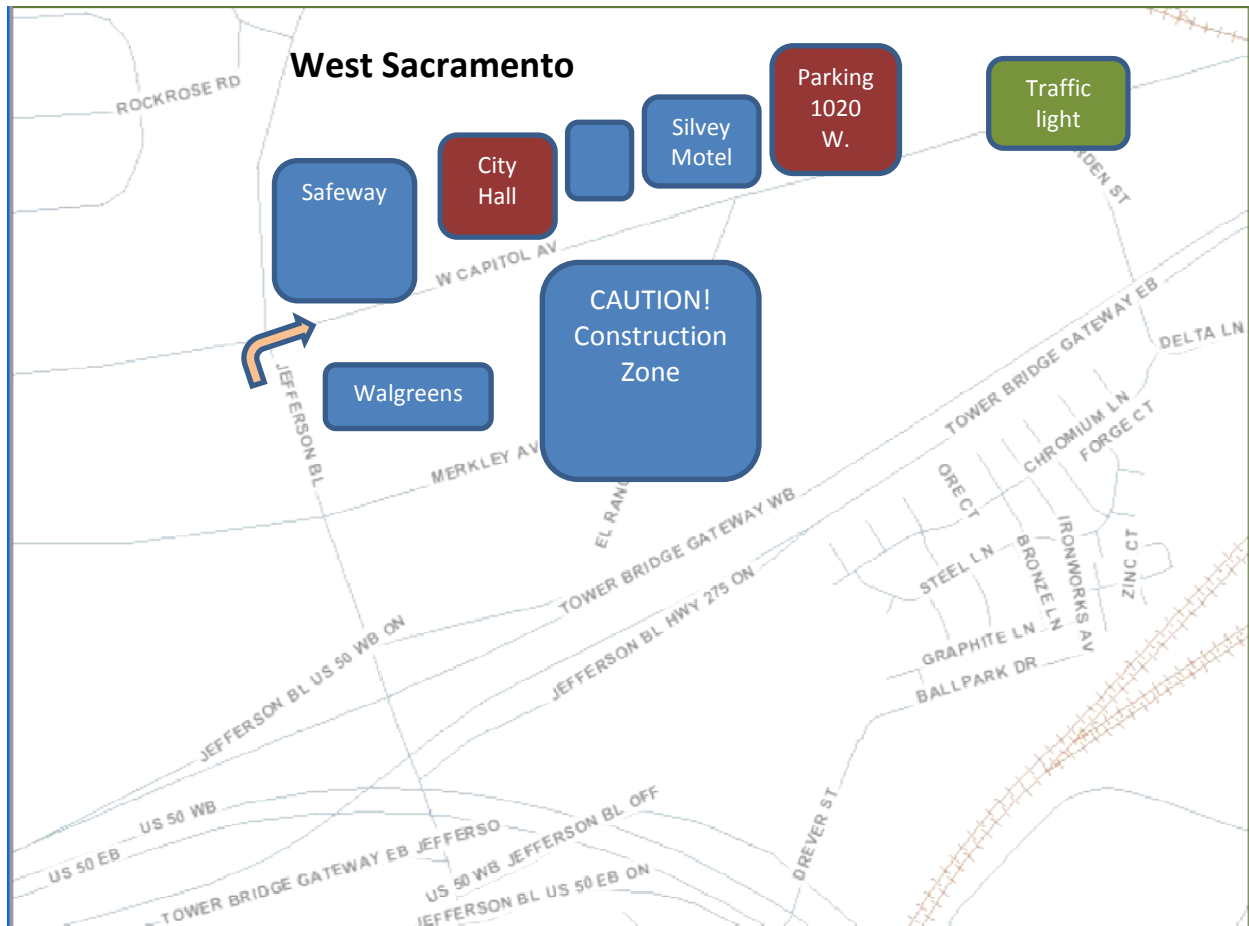 West Sacramento
ROCKROSE RD
Safeway
City
Hall
Silvey
Motel
Parking
1020
W.
Traffic
light
W CAPITOL AV
CAUTION!
Construction
Zone
Walgreens
JEFFERSON BL
MERKLEY AV
TOWER BRIDGE GATEWAY EB
DELTA LN
CHROMIUM LN
FORGE CT
ORE CT
IRONWORKS AV
BRONZE LN
ZINC CT
STEEL LN
GRAPHITE LN
BALLPARK DR
TOWER BRIDGE GATEWAY WB
JEFFERSON BL HWY 275 ON
JEFFERSON BL US 50 WB ON
US 50 WB
US 50 EB
TOWER BRIDGE GATEWAY EB JEFFERSO
US 50 WB JEFFERSON BL OFF
JEFFERSON BL US 50 EB ON
DREVER ST